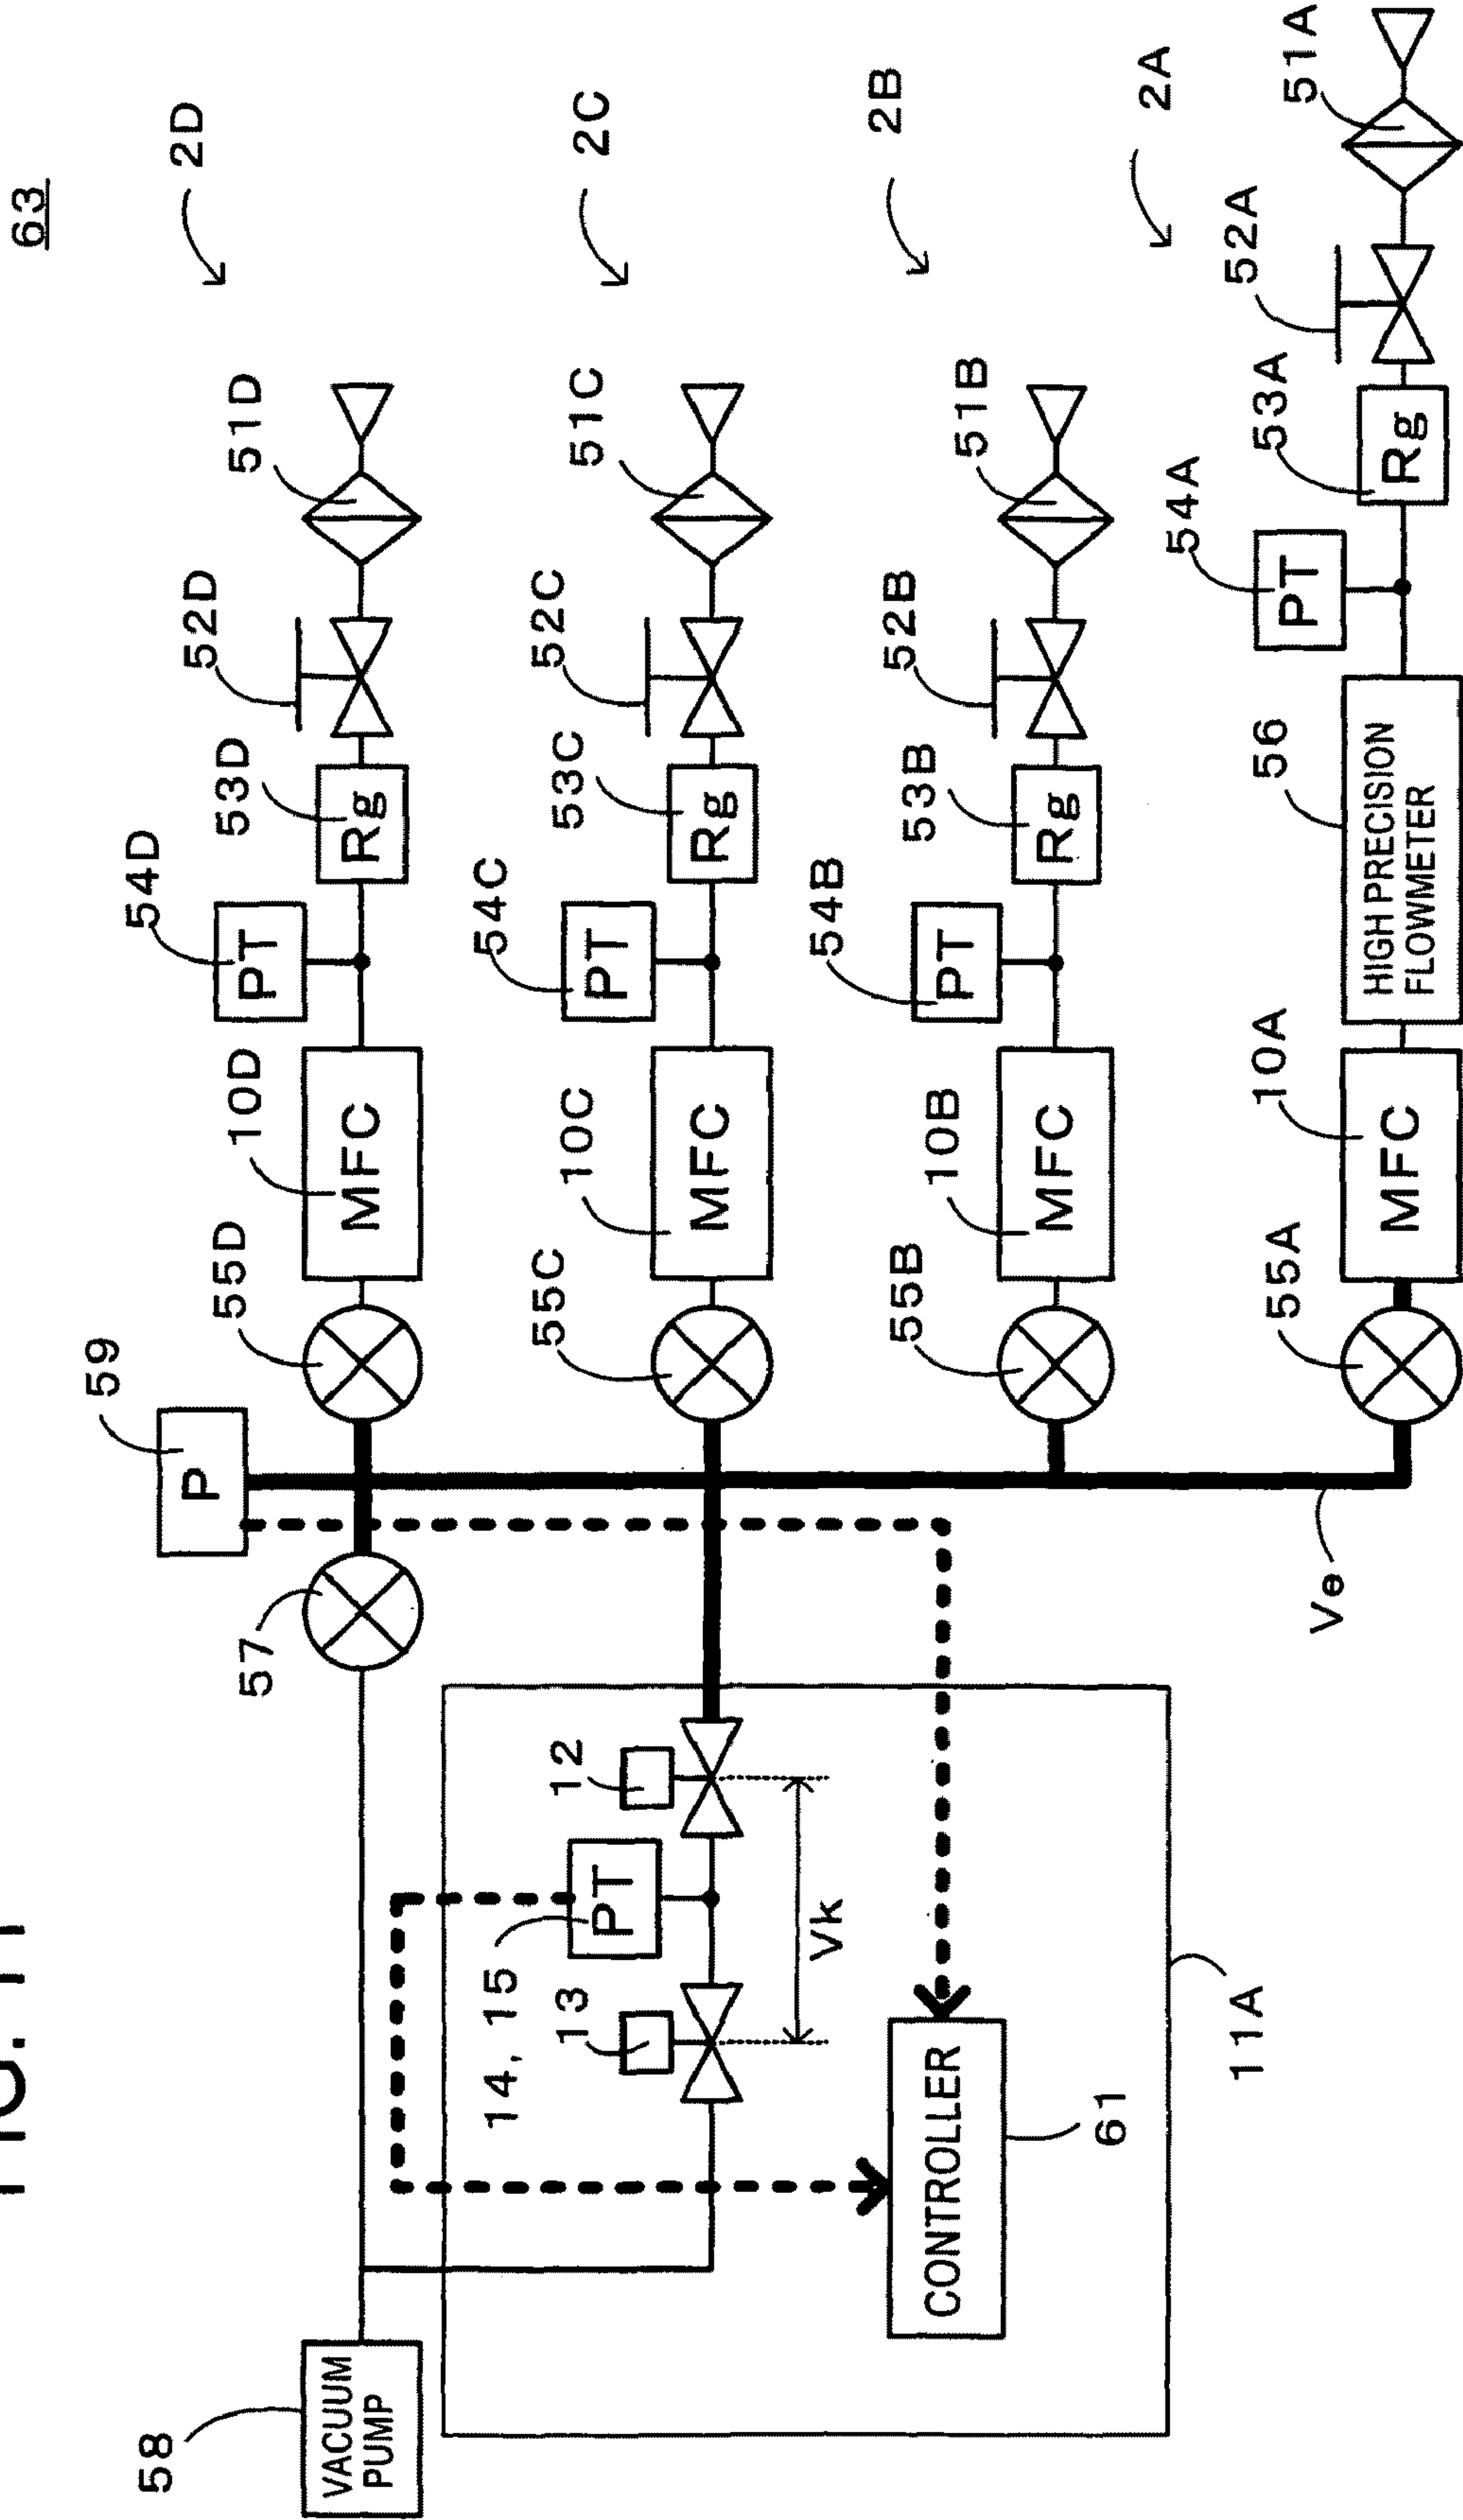 FIG. 11
63
2D
2C
2B
2A
51D
52D
53D
Rg
54D
PT
10D
MFC
55D
59
P
57
58
VACUUM
PUMP
51C
52C
53C
Rg
54C
PT
10C
MFC
55C
12
14, 15
PT
13
Vk
51B
52B
53B
Rg
54B
PT
10B
MFC
55B
CONTROLLER
61
11A
51A
52A
53A
Rg
54A
PT
56
HIGH PRECISION
FLOWMETER
10A
MFC
55A
Ve